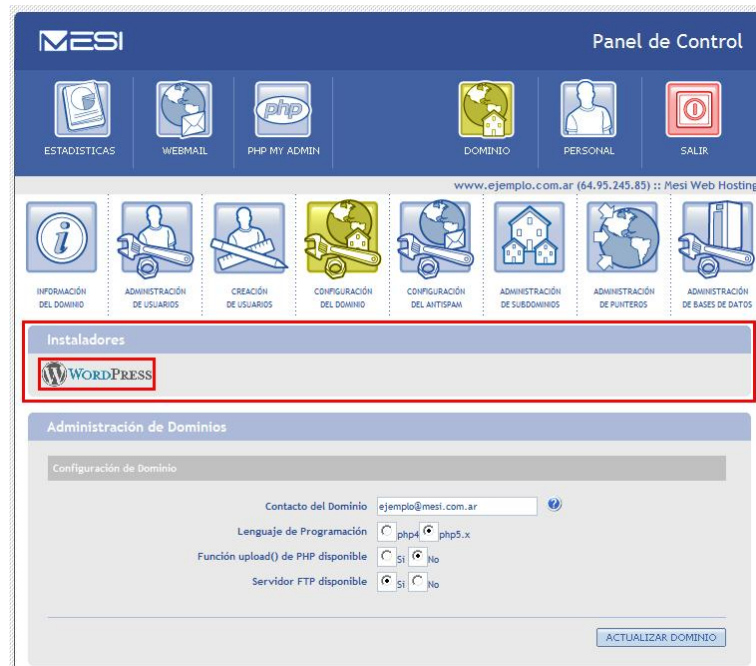 MESI
Panel de Control
ESTADISTICAS WEBMAIL php PHP MY ADMIN DOMINIO PERSONAL SALIR
www.ejemplo.com.ar (64.95.245.85) :: Mesi Web Hosting
i
INFORMACIÓN DEL DOMINIO
ADMINISTRACIÓN DE USUARIOS
CREACIÓN DE USUARIOS
CONFIGURACIÓN DEL DOMINIO
CONFIGURACIÓN DEL ANTISPAM
ADMINISTRACIÓN DE SUBDOMINIOS
ADMINISTRACIÓN DE PUNTEROS
ADMINISTRACIÓN DE BASES DE DATOS
Instaladores
WORDPRESS
Administración de Dominios
Configuración de Dominio
Contacto del Dominio ejemplo@mesi.com.ar ?
Lenguaje de Programación php4 php5.x
Función upload() de PHP disponible Si No
Servidor FTP disponible Si No
ACTUALIZAR DOMINIO